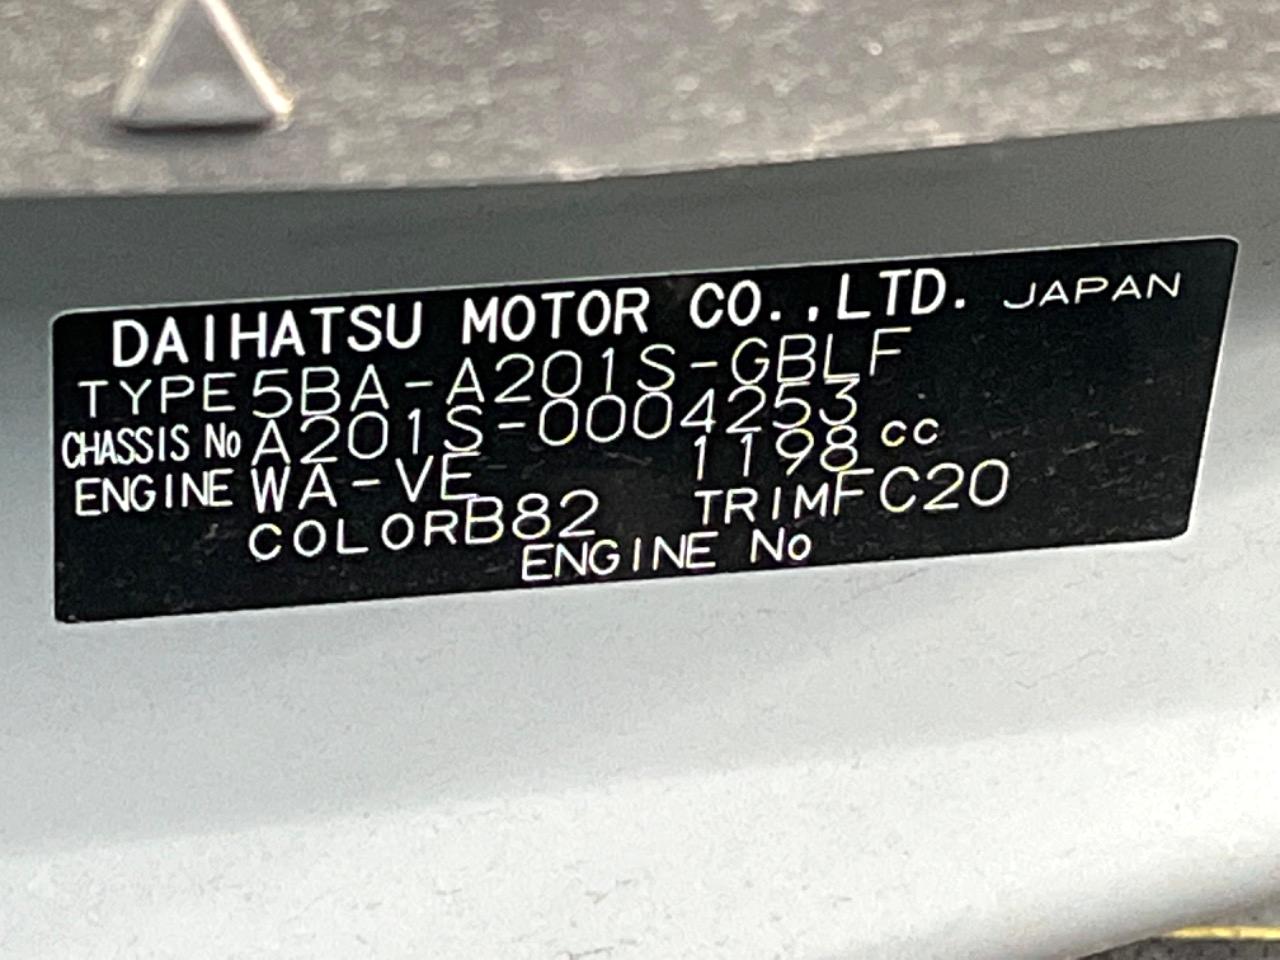 DAIHATSU MOTOR CO.,LTD. JAPAN
TYPE 5BA-A201S-GBLF
CHASSIS No A201S-0004253
ENGINE WA-VE 1198 cc
COLOR B82 TRIM FC20
ENGINE No